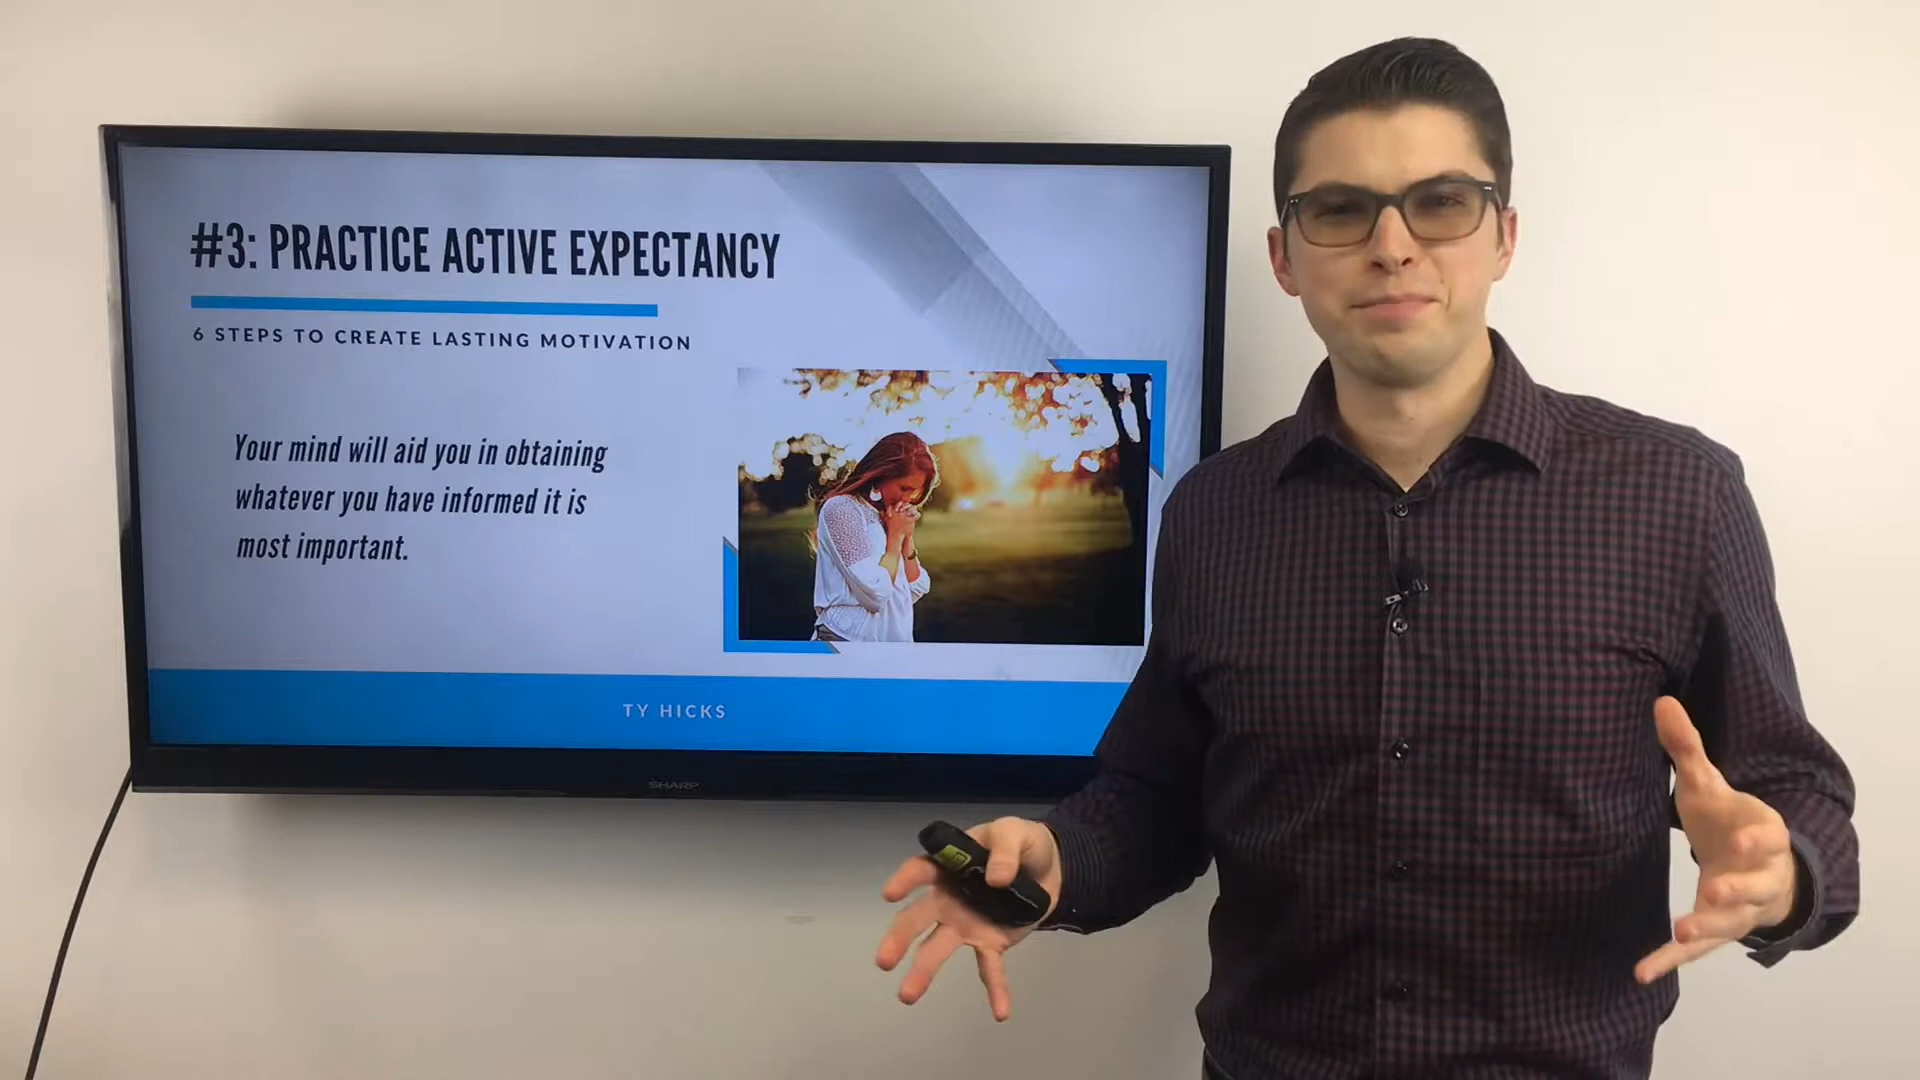 #3: PRACTICE ACTIVE EXPECTANCY
6 STEPS TO CREATE LASTING MOTIVATION
Your mind will aid you in obtaining
whatever you have informed it is
most important.
TY HICKS
SHARP